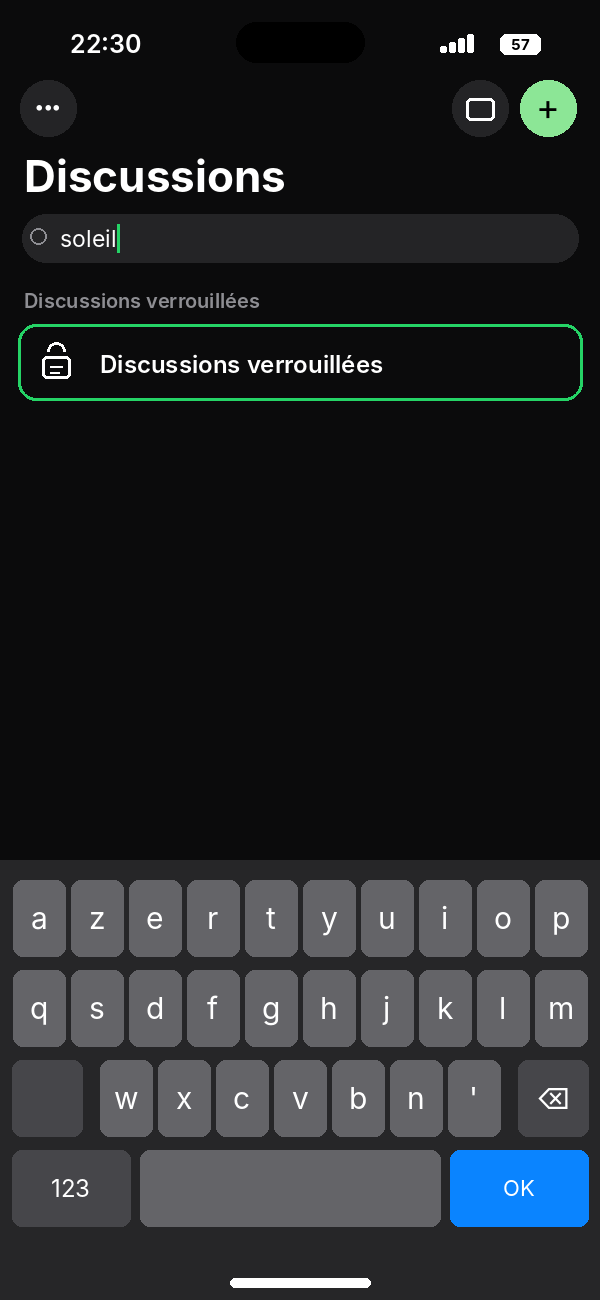 22:30
57
Discussions
soleil
Discussions verrouillées
Discussions verrouillées
a z e r t y u i o p
q s d f g h j k l m
w x c v b n '
123
OK